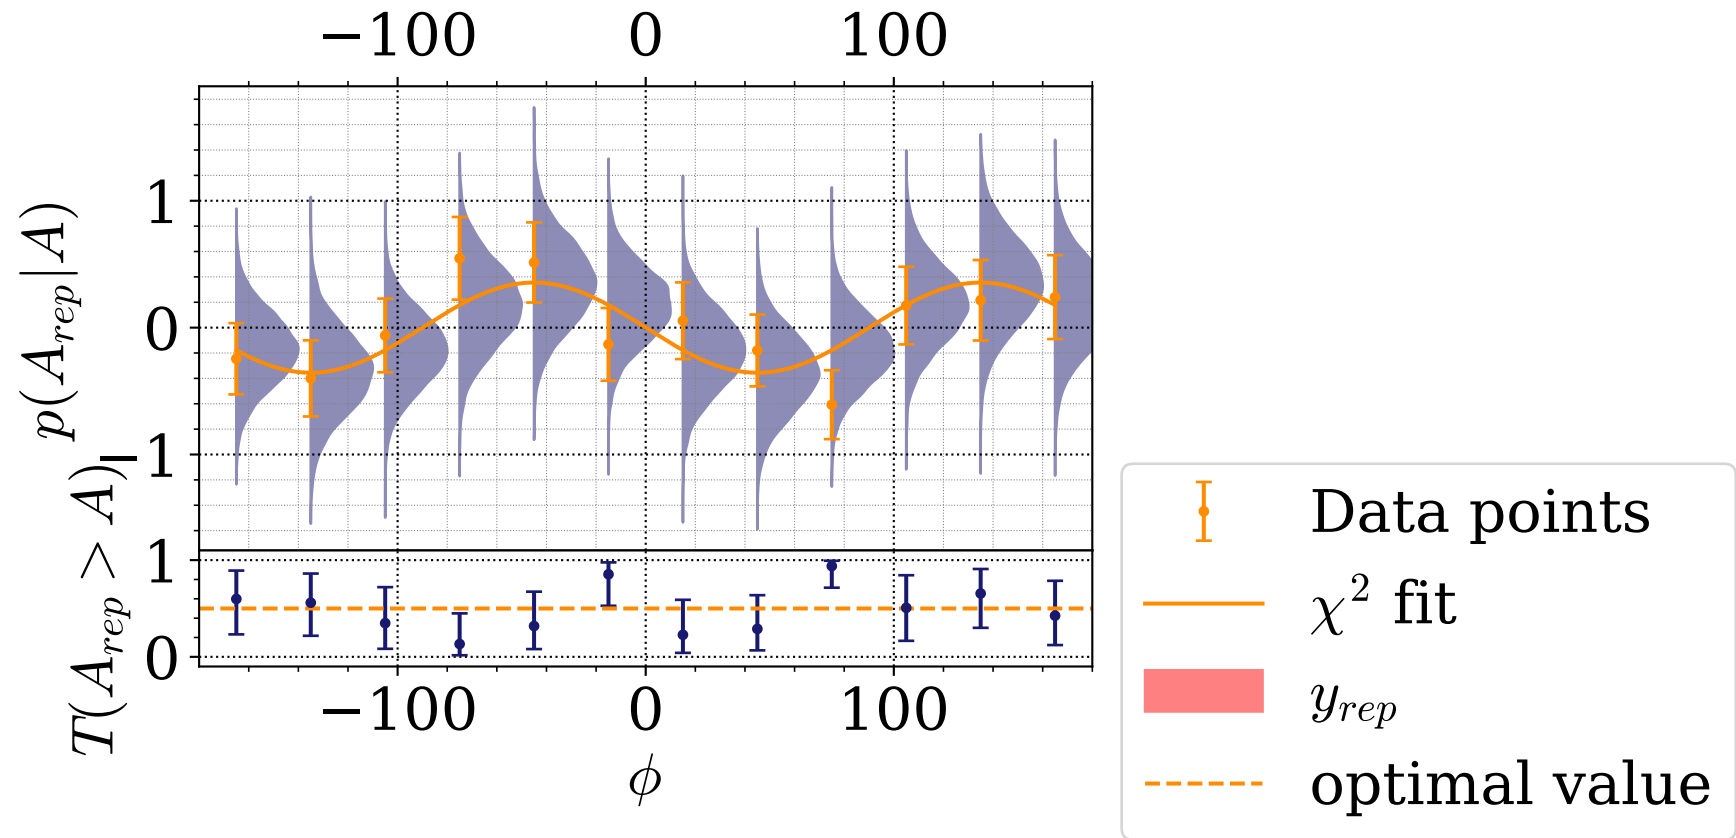 −100 0 100
p(A_rep|A)
1
0
−1
T(A_rep > A)
1
0
−100 0 100
ϕ
Data points
χ² fit
y_rep
optimal value